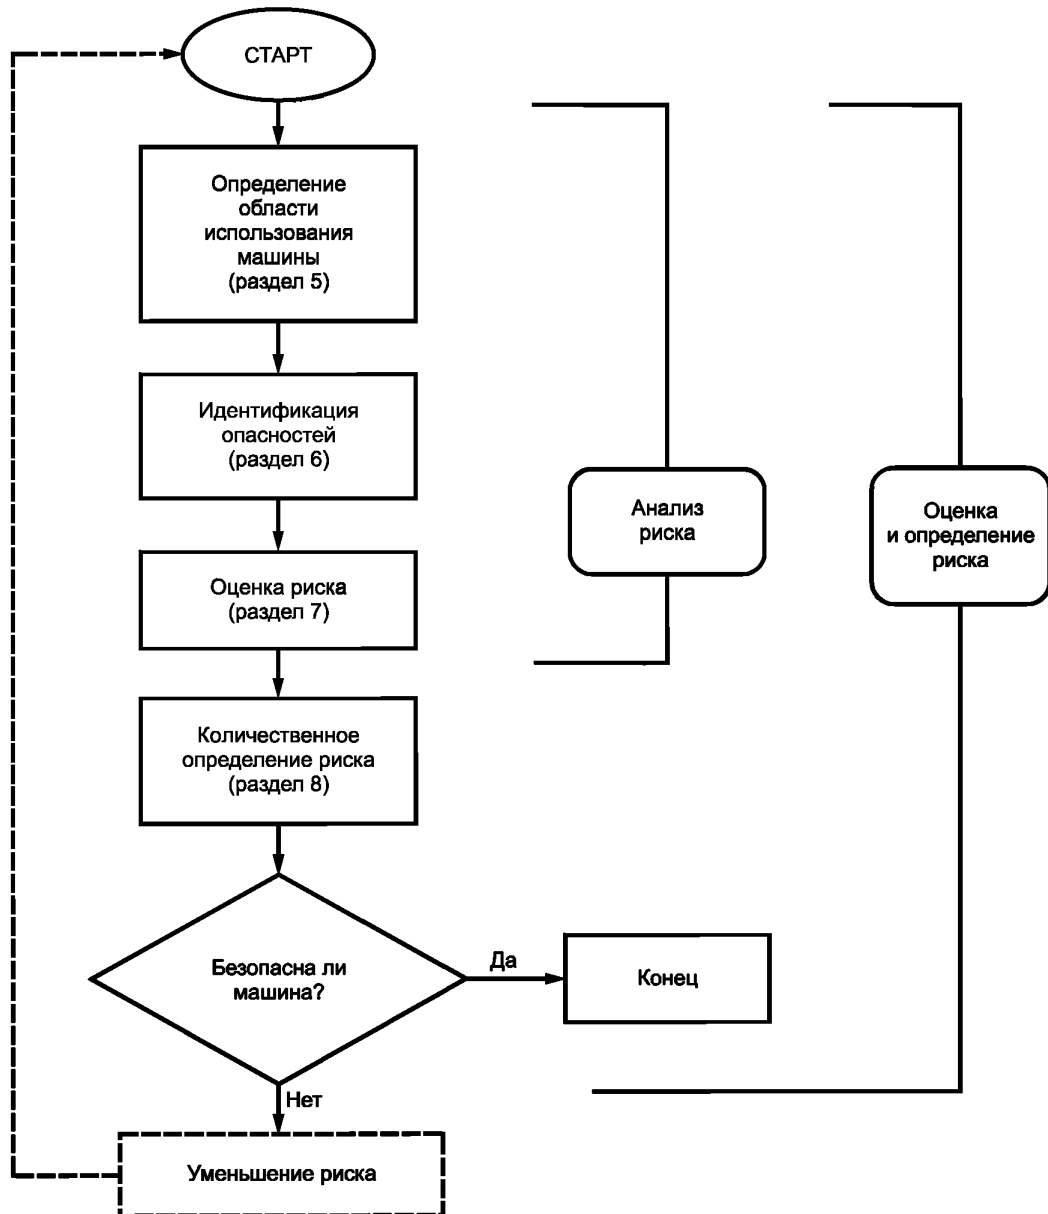 СТАРТ
Определение
области
использования
машины
(раздел 5)
Идентификация
опасностей
(раздел 6)
Анализ
риска
Оценка
и определение
риска
Оценка риска
(раздел 7)
Количественное
определение риска
(раздел 8)
Безопасна ли
машина?
Да
Конец
Нет
Уменьшение риска